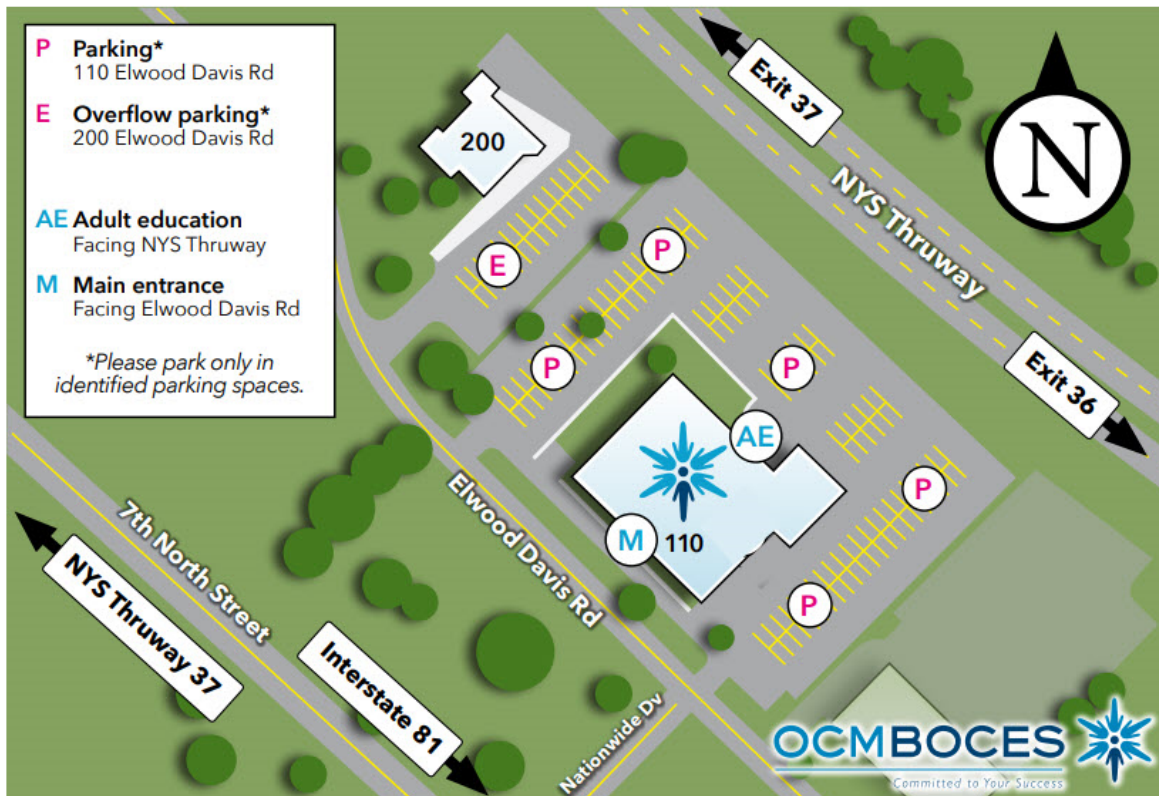 P Parking*
110 Elwood Davis Rd
E Overflow parking*
200 Elwood Davis Rd
AE Adult education
Facing NYS Thruway
M Main entrance
Facing Elwood Davis Rd
*Please park only in
identified parking spaces.
200
Exit 37
N
NYS Thruway
Exit 36
E
P
P
P
AE
P
M
110
P
Elwood Davis Rd
7th North Street
NYS Thruway 37
Interstate 81
Nationwide Dv
OCMBOCES
Committed to Your Success